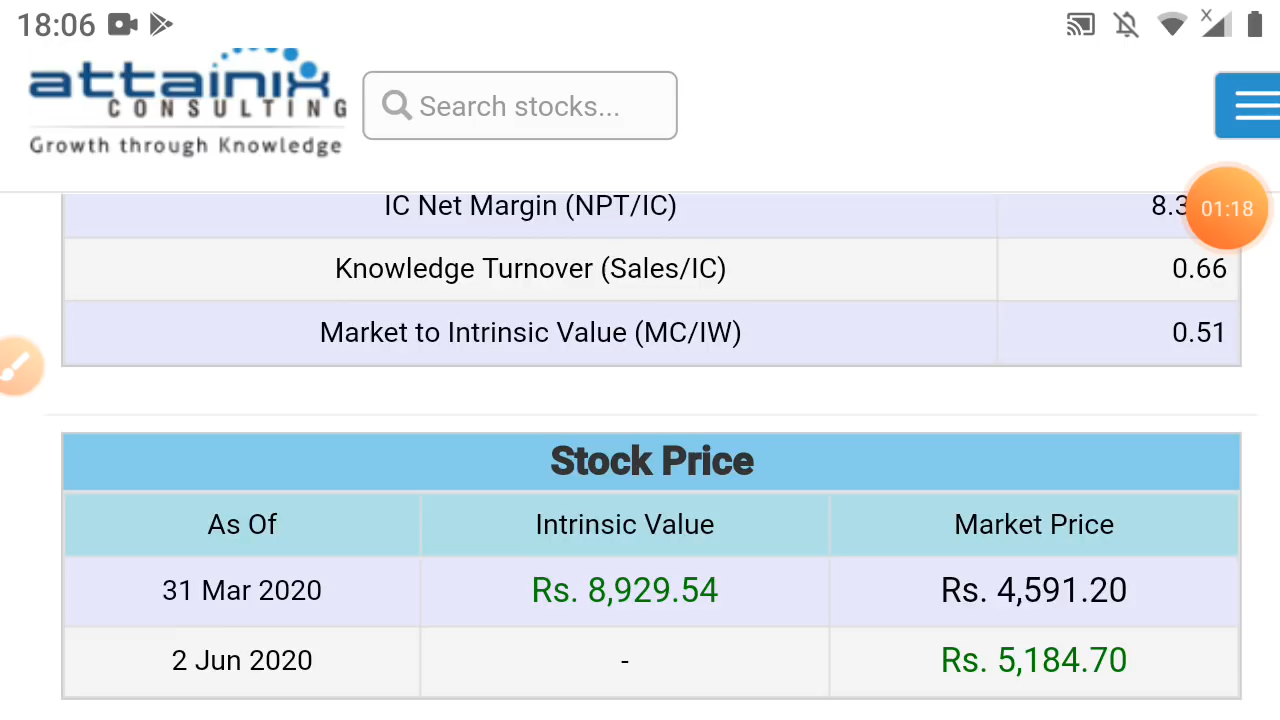 18:06
X
attainix
CONSULTING
Growth through Knowledge
Search stocks...
01:18
IC Net Margin (NPT/IC) 8.3
Knowledge Turnover (Sales/IC) 0.66
Market to Intrinsic Value (MC/IW) 0.51
Stock Price
As Of Intrinsic Value Market Price
31 Mar 2020 Rs. 8,929.54 Rs. 4,591.20
2 Jun 2020 - Rs. 5,184.70